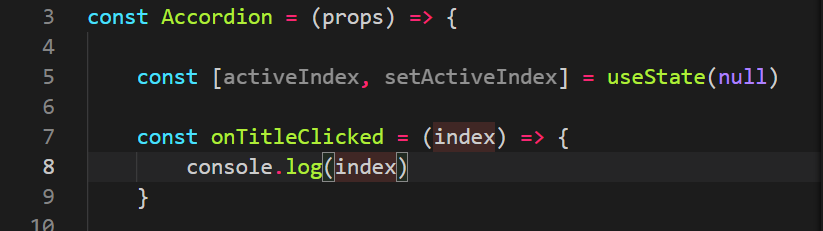 3 const Accordion = (props) => {
4
5 const [activeIndex, setActiveIndex] = useState(null)
6
7 const onTitleClicked = (index) => {
8 console.log(index)
9 }
10